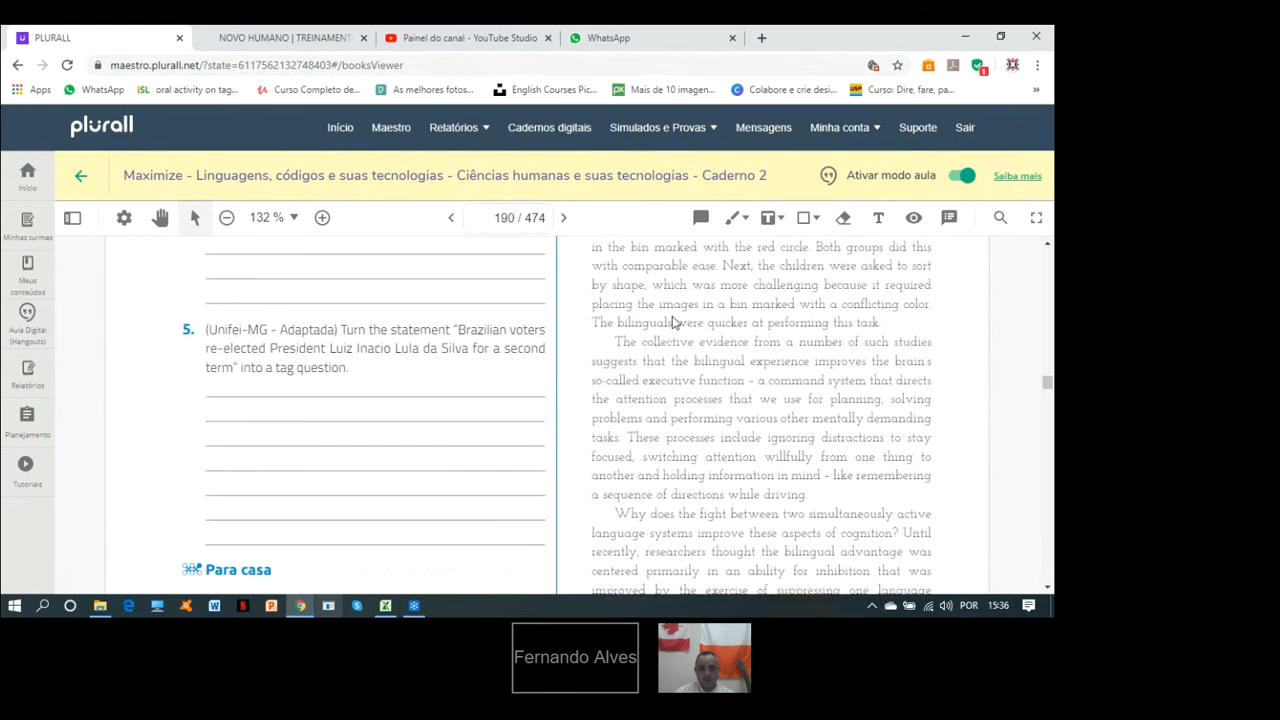 PLURALL
NOVO HUMANO | TREINAMENT
Painel do canal - YouTube Studio
WhatsApp
maestro.plurall.net/?state=6117562132748403#/booksViewer
Apps
WhatsApp
oral activity on tag...
Curso Completo de...
As melhores fotos...
English Courses Pic...
Mais de 10 imagen...
Colabore e crie desi...
Curso: Dire, fare, pa...
plurall
Início
Maestro
Relatórios
Cadernos digitais
Simulados e Provas
Mensagens
Minha conta
Suporte
Sair
Maximize - Linguagens, códigos e suas tecnologias - Ciências humanas e suas tecnologias - Caderno 2
Ativar modo aula
Saiba mais
132 %
190 / 474
Início
Minhas turmas
Meus
conteúdos
Aula Digital
(Hangouts)
Relatórios
Planejamento
Tutoriais
5. (Unifei-MG - Adaptada) Turn the statement “Brazilian voters
re-elected President Luiz Inacio Lula da Silva for a second
term” into a tag question.
Para casa
in the bin marked with the red circle. Both groups did this
with comparable ease. Next, the children were asked to sort
by shape, which was more challenging because it required
placing the images in a bin marked with a conflicting color.
The bilinguals were quicker at performing this task.
The collective evidence from a number of such studies
suggests that the bilingual experience improves the brain's
so-called executive function - a command system that directs
the attention processes that we use for planning, solving
problems and performing various other mentally demanding
tasks. These processes include ignoring distractions to stay
focused, switching attention willfully from one thing to
another and holding information in mind - like remembering
a sequence of directions while driving.
Why does the fight between two simultaneously active
language systems improve these aspects of cognition? Until
recently, researchers thought the bilingual advantage was
centered primarily in an ability for inhibition that was
improved by the exercise of suppressing one language
POR
15:36
Fernando Alves